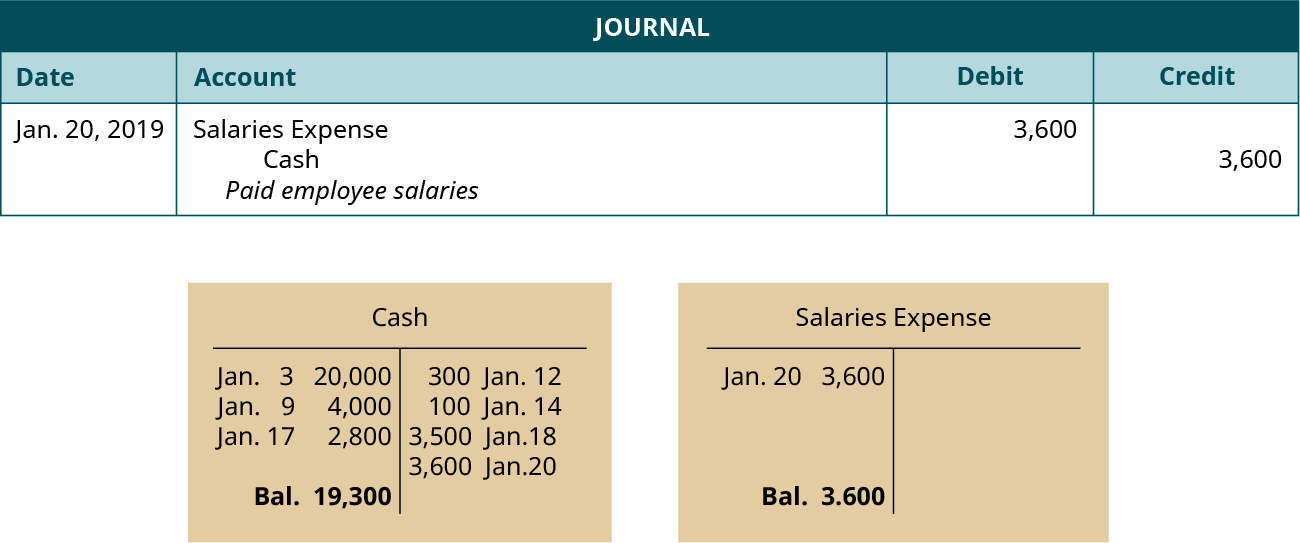 JOURNAL
Date Account Debit Credit
Jan. 20, 2019 Salaries Expense 3,600
Cash 3,600
Paid employee salaries
Cash
Jan. 3 20,000 300 Jan. 12
Jan. 9 4,000 100 Jan. 14
Jan. 17 2,800 3,500 Jan.18
3,600 Jan.20
Bal. 19,300
Salaries Expense
Jan. 20 3,600
Bal. 3.600